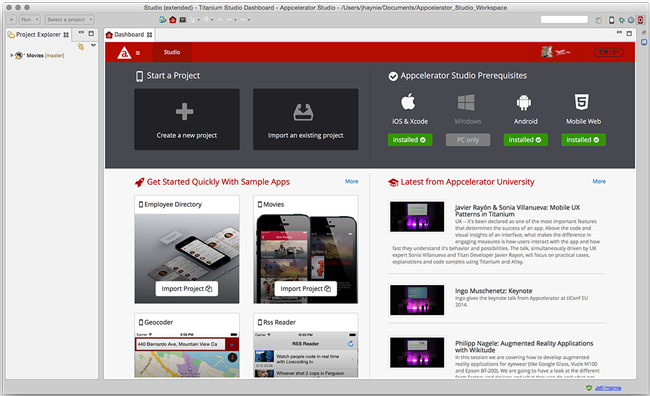 Studio (extended) - Titanium Studio Dashboard - Appcelerator Studio - /Users/jhaynie/Documents/Appcelerator_Studio_Workspace
Run
Select a project
Project Explorer
Dashboard
Movies [master]
Studio
Start a Project
Create a new project
Import an existing project
Appcelerator Studio Prerequisites
iOS & Xcode
Windows
Android
Mobile Web
Installed
PC only
Installed
Installed
Get Started Quickly With Sample Apps
More
Employee Directory
Import Project
Movies
Import Project
Geocoder
440 Bernardo Ave, Mountain View Ca
Rss Reader
RSS Reader
Watch people code in real time with Livecoding.tv
Whoever shot 2 cops in Ferguson
Latest from Appcelerator University
More
Javier Rayón & Sonia Villanueva: Mobile UX
Patterns in Titanium
UX – it's been declared as one of the most important features
that determines the success of an app. Above the code and
visual insights of an interface, what makes the difference in
engaging measures is how users interact with the app and how
fast they understand it's behavior and possibilities. The talk, simultaneously driven by UX
expert Sonia Villanueva and Titan Developer Javier Rayon, will focus on practical cases,
explanations and code samples using Titanium and Alloy.
Ingo Muschenetz: Keynote
Ingo gives the keynote talk from Appcelerator at tiConf EU
2014.
Philipp Nagele: Augmented Reality Applications
with Wikitude
In this session we are covering how to develop augmented
reality applications for eyewear (like Google Glass, Vuzix M100
and Epson BT-200). We are going to have a look at the different